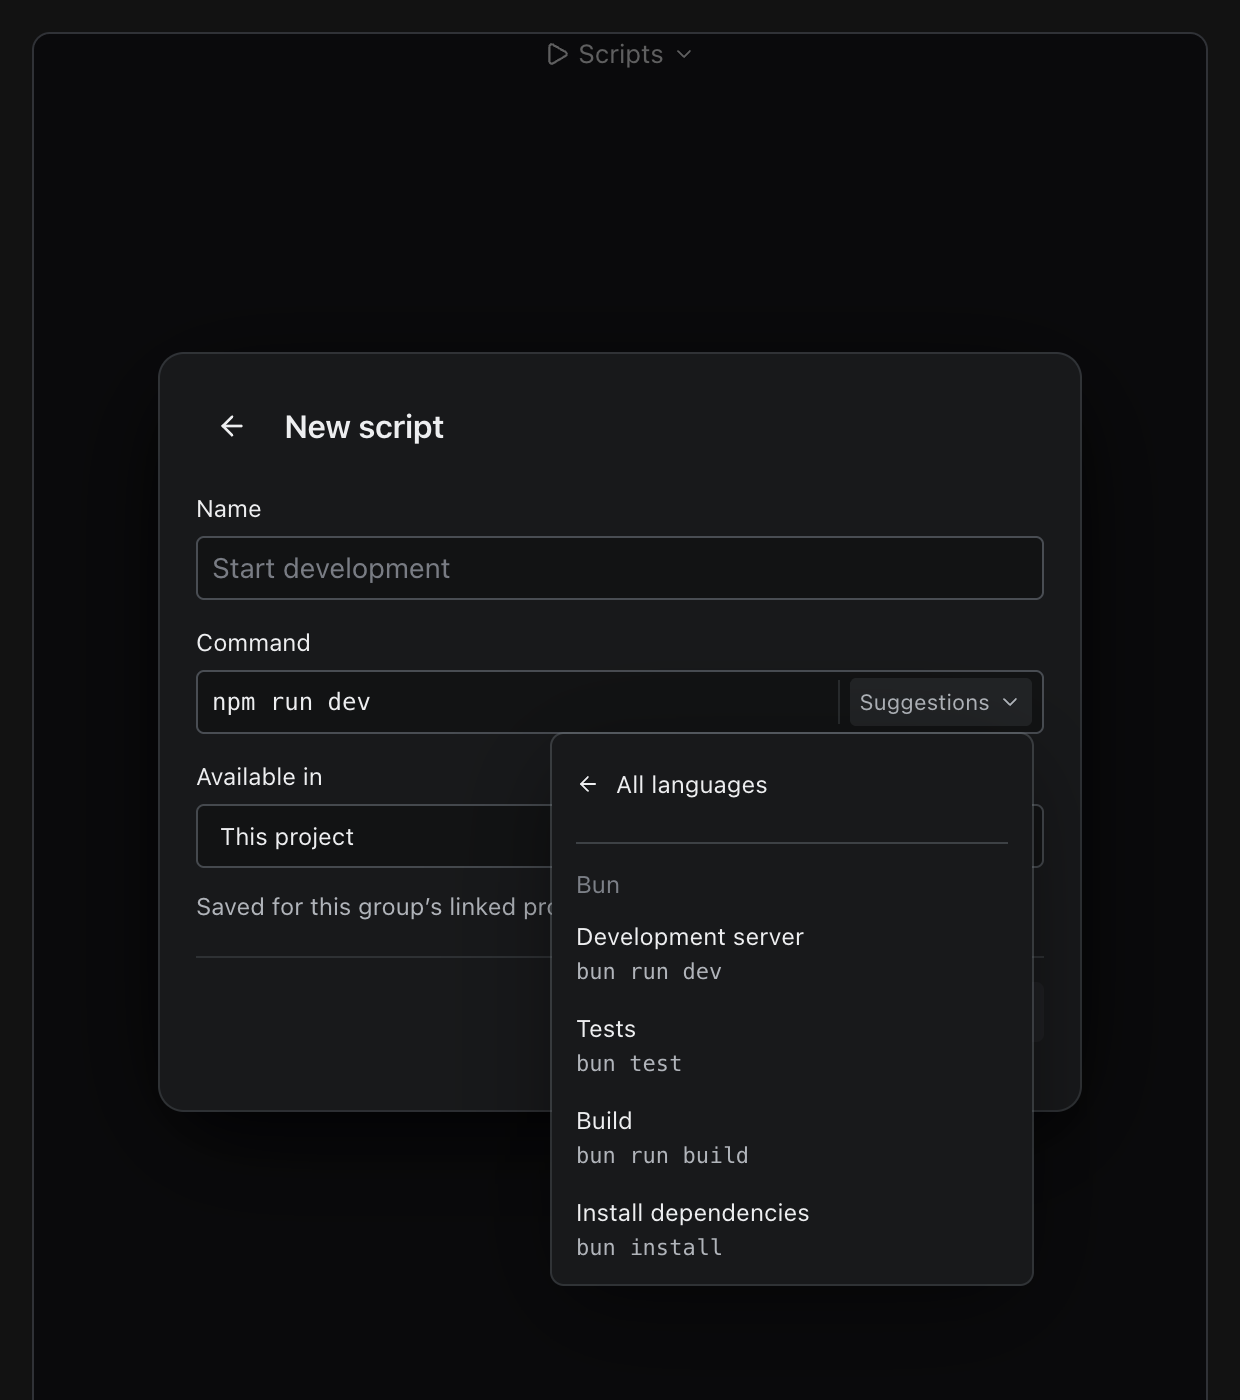 Scripts
New script
Name
Start development
Command
npm run dev
Suggestions
Available in
This project
Saved for this group’s linked
All languages
Bun
Development server
bun run dev
Tests
bun test
Build
bun run build
Install dependencies
bun install